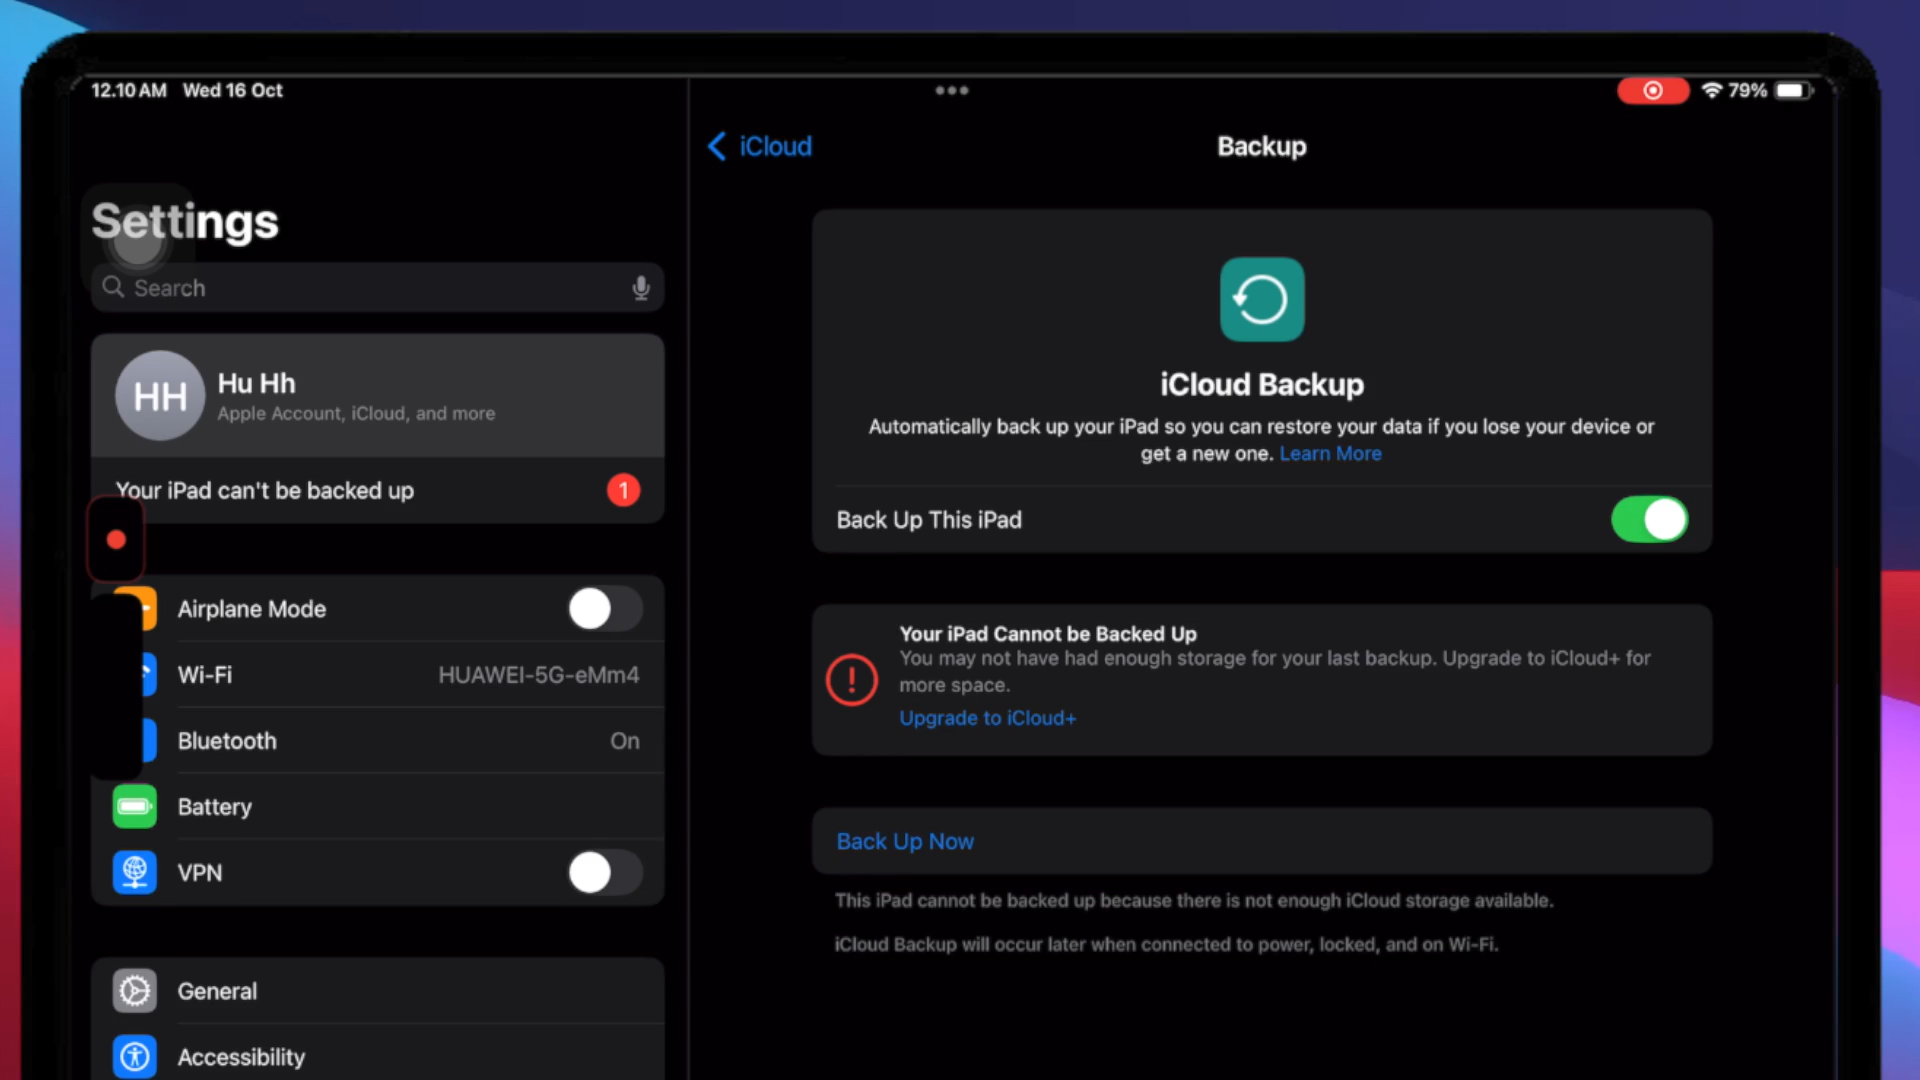 12.10 AM Wed 16 Oct
79%
Settings
Search
HH
Hu Hh
Apple Account, iCloud, and more
Your iPad can't be backed up
1
Airplane Mode
Wi-Fi HUAWEI-5G-eMm4
Bluetooth On
Battery
VPN
General
Accessibility
iCloud
Backup
iCloud Backup
Automatically back up your iPad so you can restore your data if you lose your device or
get a new one. Learn More
Back Up This iPad
Your iPad Cannot be Backed Up
You may not have had enough storage for your last backup. Upgrade to iCloud+ for
more space.
Upgrade to iCloud+
Back Up Now
This iPad cannot be backed up because there is not enough iCloud storage available.
iCloud Backup will occur later when connected to power, locked, and on Wi-Fi.